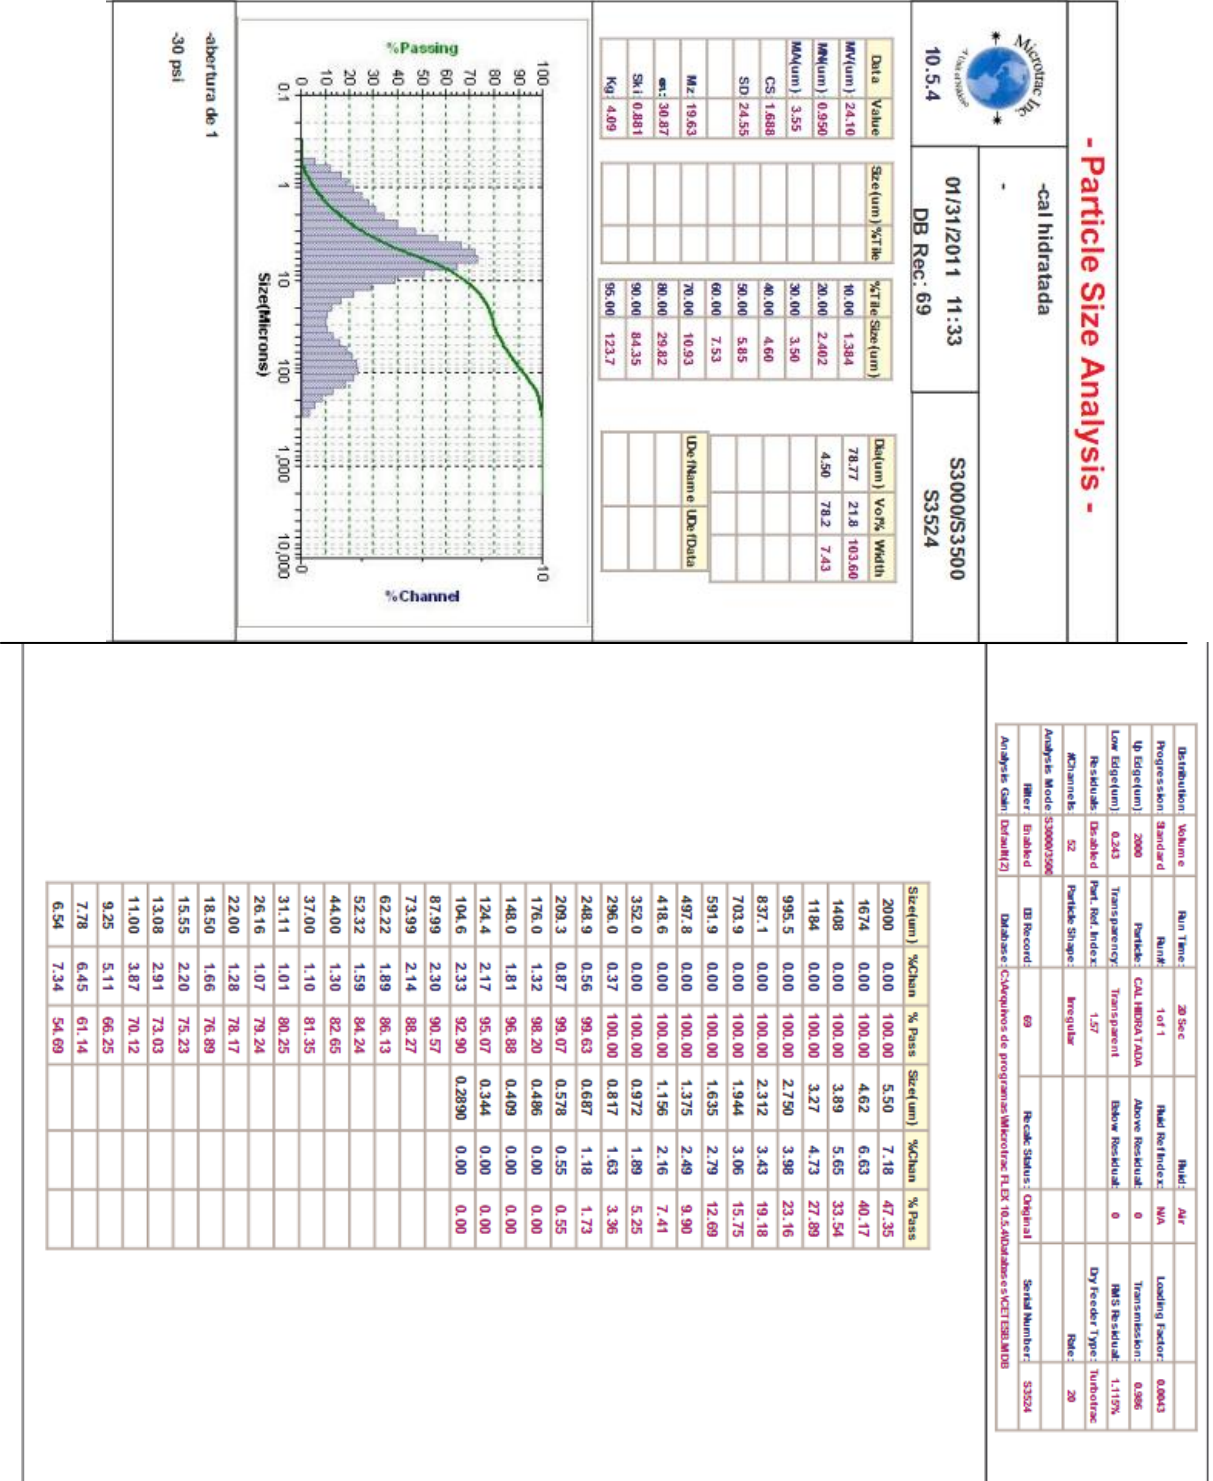 - Particle Size Analysis -
Microtrac Inc.
10.5.4
-cal hidratada
-
01/31/2011 11:33
DB Rec: 69
S3000/S3500
S3524
Data Value
MV(um): 24.10
MN(um): 0.950
MA(um): 3.55
CS: 1.688
SD: 24.55
Mz: 19.63
σι: 30.87
Ski: 0.881
Kg: 4.09
Size(um) %Tile
%Tile Size(um)
10.00 1.384
20.00 2.402
30.00 3.50
40.00 4.60
50.00 5.85
60.00 7.53
70.00 10.93
80.00 29.82
90.00 84.35
95.00 123.7
Dia(um) Vol% Width
78.77 21.8 103.60
4.50 78.2 7.43
UDefName UDefData
%Passing
100
90
80
70
60
50
40
30
20
10
0
0.1 1 10 100 1,000 10,000
Size(Microns)
10
0
%Channel
-abertura de 1
-30 psi
Distribution: Volume Run Time: 20 Sec Fluid: Air
Progression: Standard Run#: 1 of 1 Fluid Ref Index: N/A Loading Factor: 0.0043
Up Edge(um): 2000 Particle: CAL HIDRATADA Above Residual: 0 Transmission: 0.986
Low Edge(um): 0.243 Transparency: Transparent Below Residual: 0 RMS Residual: 1.115%
Residuals: Disabled Part. Ref. Index: 1.57 Dry Feeder Type: Turbotrac
#Channels: 52 Particle Shape: Irregular Rate: 20
Analysis Mode: S3000/3500
Filter: Enabled DB Record: 69 Recalc Status: Original Serial Number: S3524
Analysis Gain: Default(2) Database: C:\Arquivos de programas\Microtrac FLEX 10.5.4\Databases\CETESB.MDB
Size(um) %Chan % Pass Size(um) %Chan % Pass
2000 0.00 100.00 5.50 7.18 47.35
1674 0.00 100.00 4.62 6.63 40.17
1408 0.00 100.00 3.89 5.65 33.54
1184 0.00 100.00 3.27 4.73 27.89
995.5 0.00 100.00 2.750 3.98 23.16
837.1 0.00 100.00 2.312 3.43 19.18
703.9 0.00 100.00 1.944 3.06 15.75
591.9 0.00 100.00 1.635 2.79 12.69
497.8 0.00 100.00 1.375 2.49 9.90
418.6 0.00 100.00 1.156 2.16 7.41
352.0 0.00 100.00 0.972 1.89 5.25
296.0 0.37 100.00 0.817 1.63 3.36
248.9 0.56 99.63 0.687 1.18 1.73
209.3 0.87 99.07 0.578 0.55 0.55
176.0 1.32 98.20 0.486 0.00 0.00
148.0 1.81 96.88 0.409 0.00 0.00
124.4 2.17 95.07 0.344 0.00 0.00
104.6 2.33 92.90 0.2890 0.00 0.00
87.999 2.30 90.57
73.99 2.14 88.27
62.22 1.89 86.13
52.32 1.59 84.24
44.00 1.30 82.65
37.00 1.10 81.35
31.11 1.01 80.25
26.16 1.07 79.24
22.00 1.28 78.17
18.50 1.66 76.89
15.55 2.20 75.23
13.08 2.91 73.03
11.00 3.87 70.12
9.25 5.11 66.25
7.78 6.45 61.14
6.54 7.34 54.69